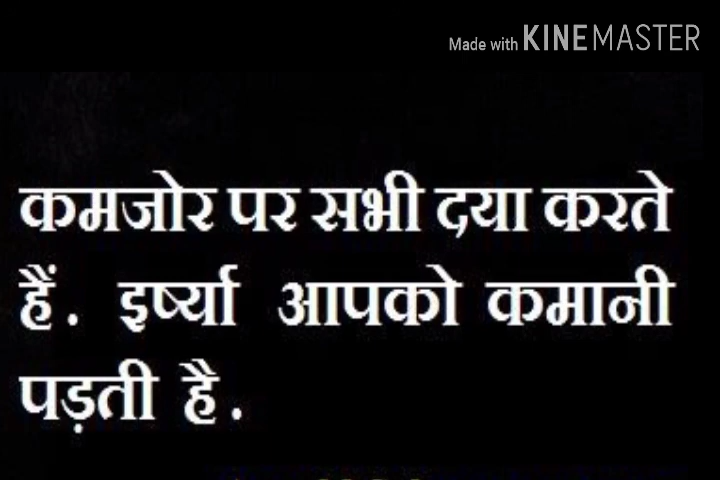 Made with KINEMASTER
कमजोर पर सभी दया करते
हैं. इर्ष्या आपको कमानी
पड़ती है.